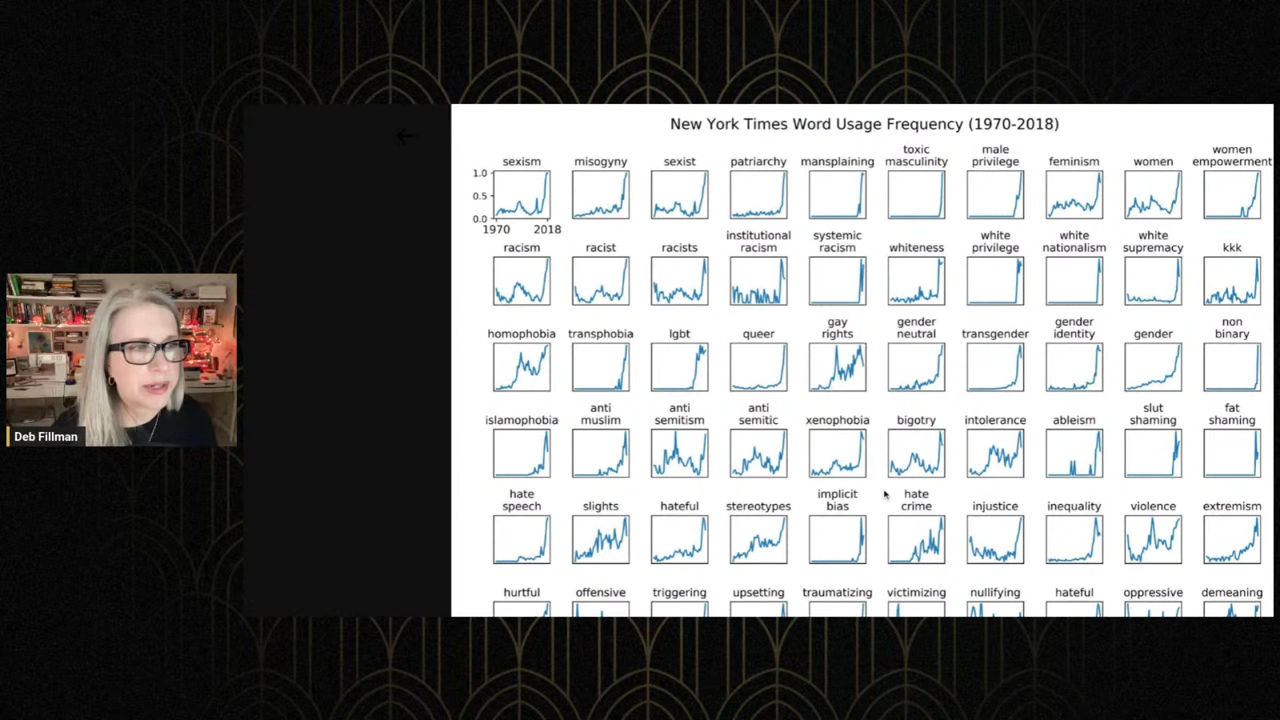 New York Times Word Usage Frequency (1970-2018)
sexism
misogyny
sexist
patriarchy
mansplaining
toxic
masculinity
male
privilege
feminism
women
women
empowerment
1.0
0.5
0.0
1970
2018
racism
racist
racists
institutional
racism
systemic
racism
whiteness
white
privilege
white
nationalism
white
supremacy
kkk
homophobia
transphobia
lgbt
queer
gay
rights
gender
neutral
transgender
gender
identity
gender
non
binary
islamophobia
anti
muslim
anti
semitism
anti
semitic
xenophobia
bigotry
intolerance
ableism
slut
shaming
fat
shaming
hate
speech
slights
hateful
stereotypes
implicit
bias
hate
crime
injustice
inequality
violence
extremism
hurtful
offensive
triggering
upsetting
traumatizing
victimizing
nullifying
hateful
oppressive
demeaning
Deb Fillman